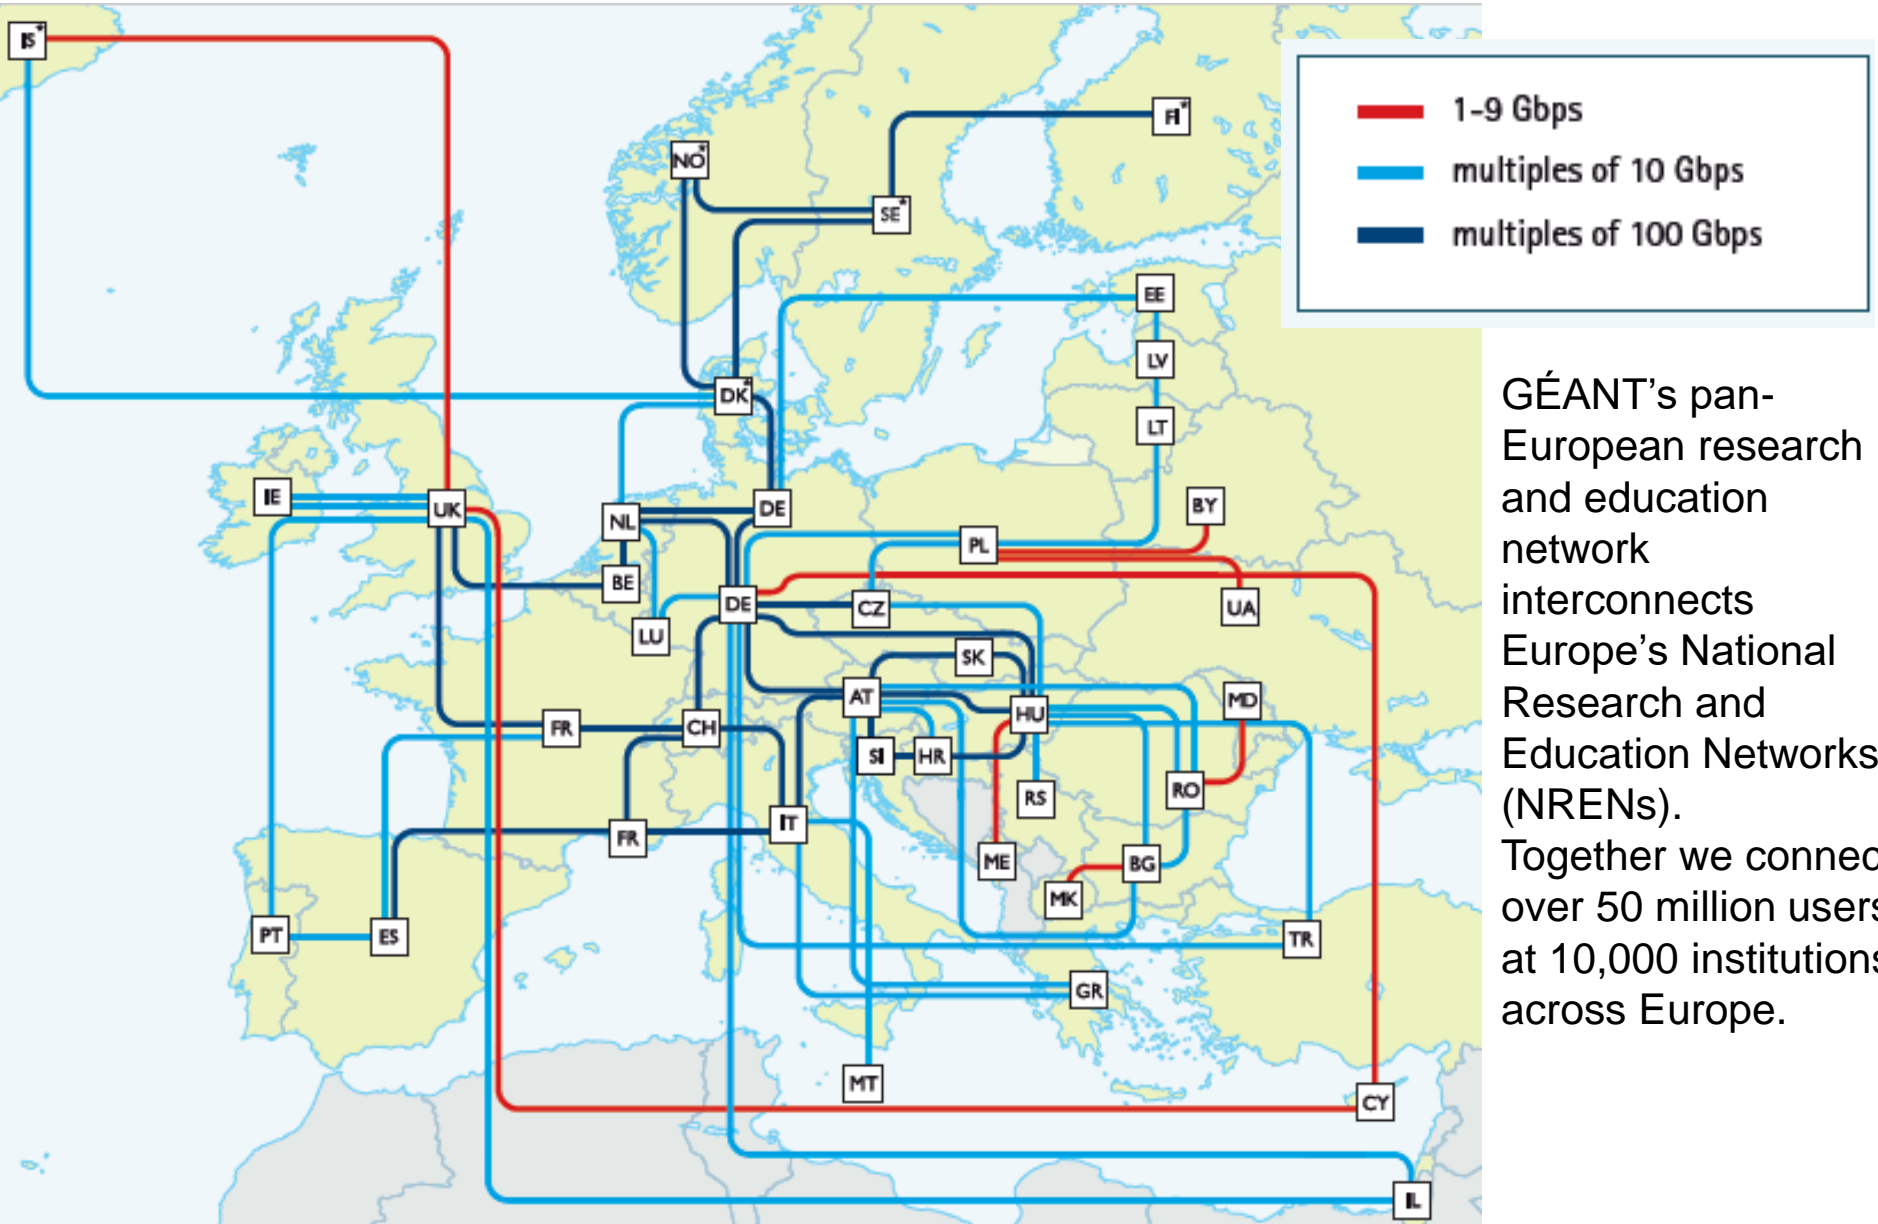 IS*
1-9 Gbps
multiples of 10 Gbps
multiples of 100 Gbps
FI*
NO*
SE*
EE
LV
DK*
LT
IE
UK
NL
DE
BY
PL
BE
DE
CZ
UA
LU
SK
AT
HU
MD
FR
CH
SI
HR
RS
RO
IT
FR
ME
BG
MK
PT
ES
TR
GR
MT
CY
IL
GÉANT’s pan-
European research
and education
network
interconnects
Europe’s National
Research and
Education Networks
(NRENs).
Together we connec
over 50 million users
at 10,000 institutions
across Europe.